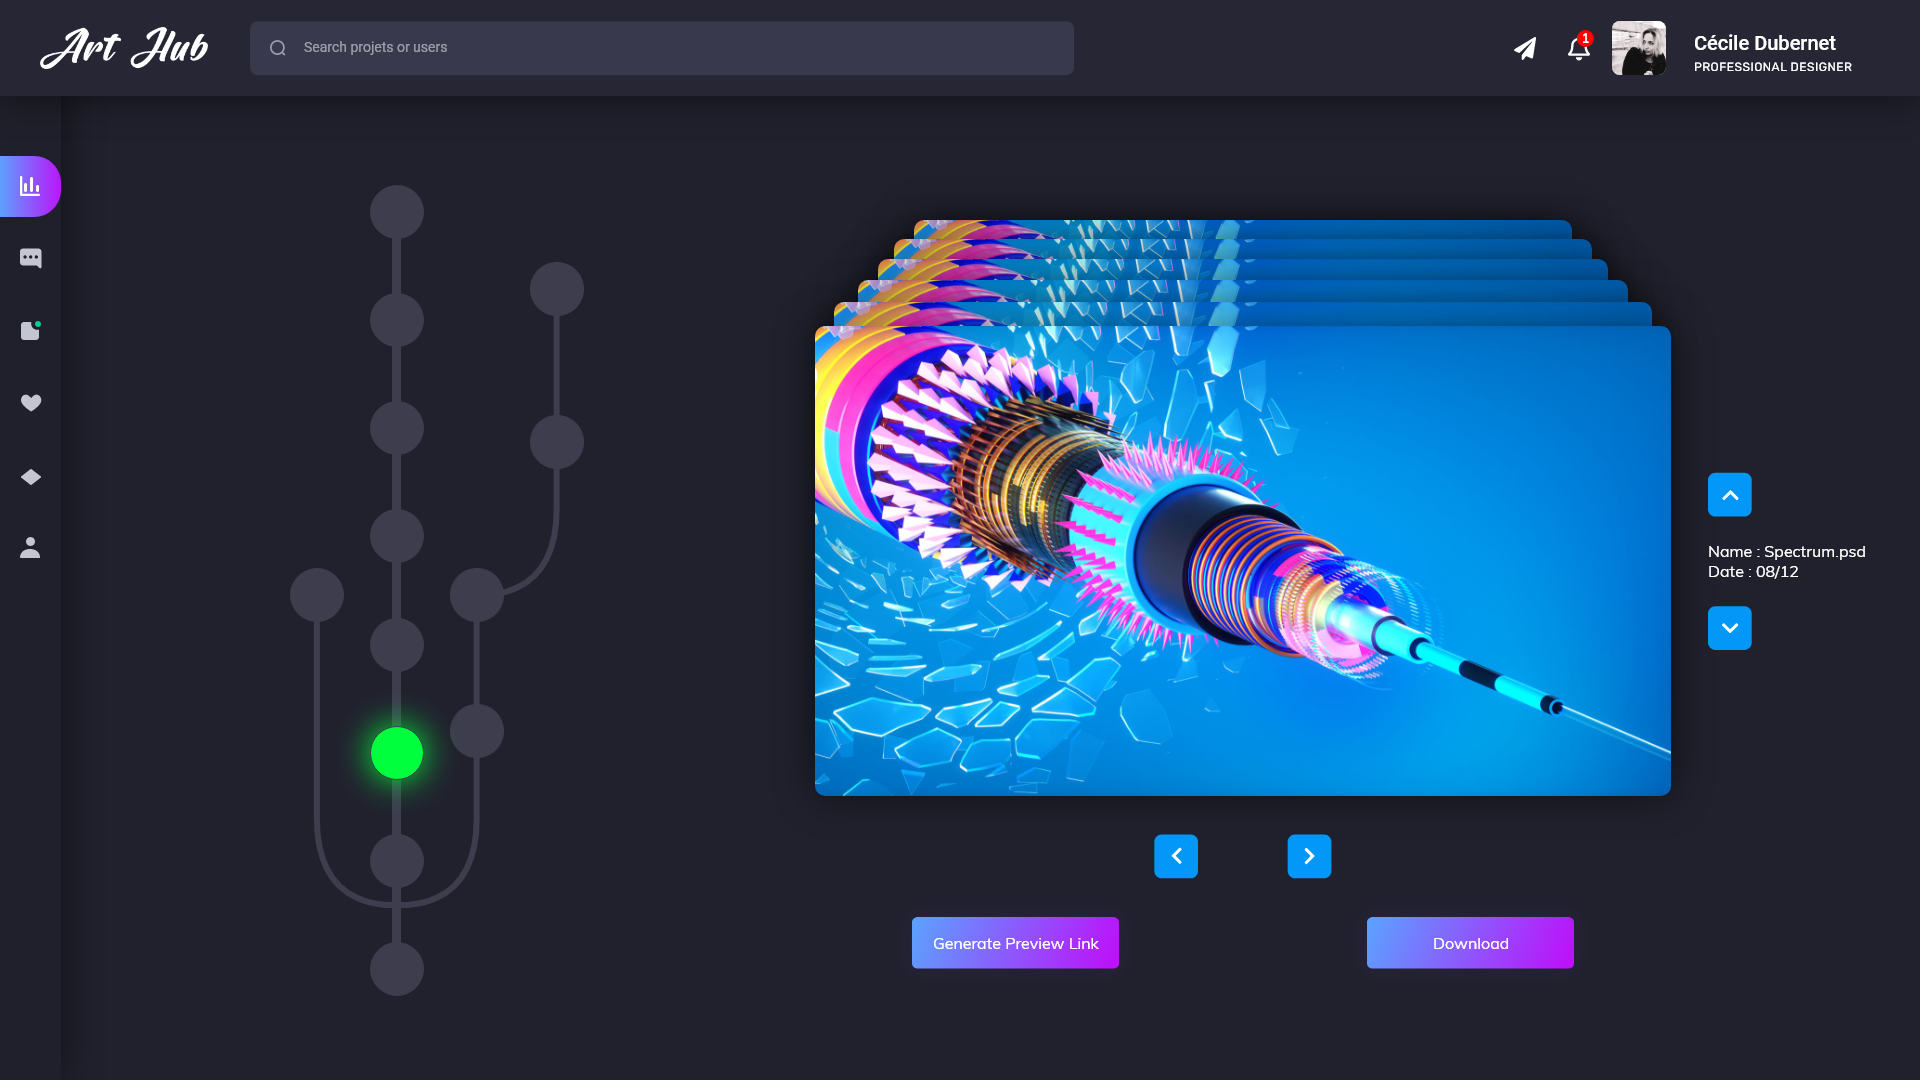 Art Hub
Search projets or users
1
Cécile Dubernet
PROFESSIONAL DESIGNER
Name : Spectrum.psd
Date : 08/12
Generate Preview Link
Download